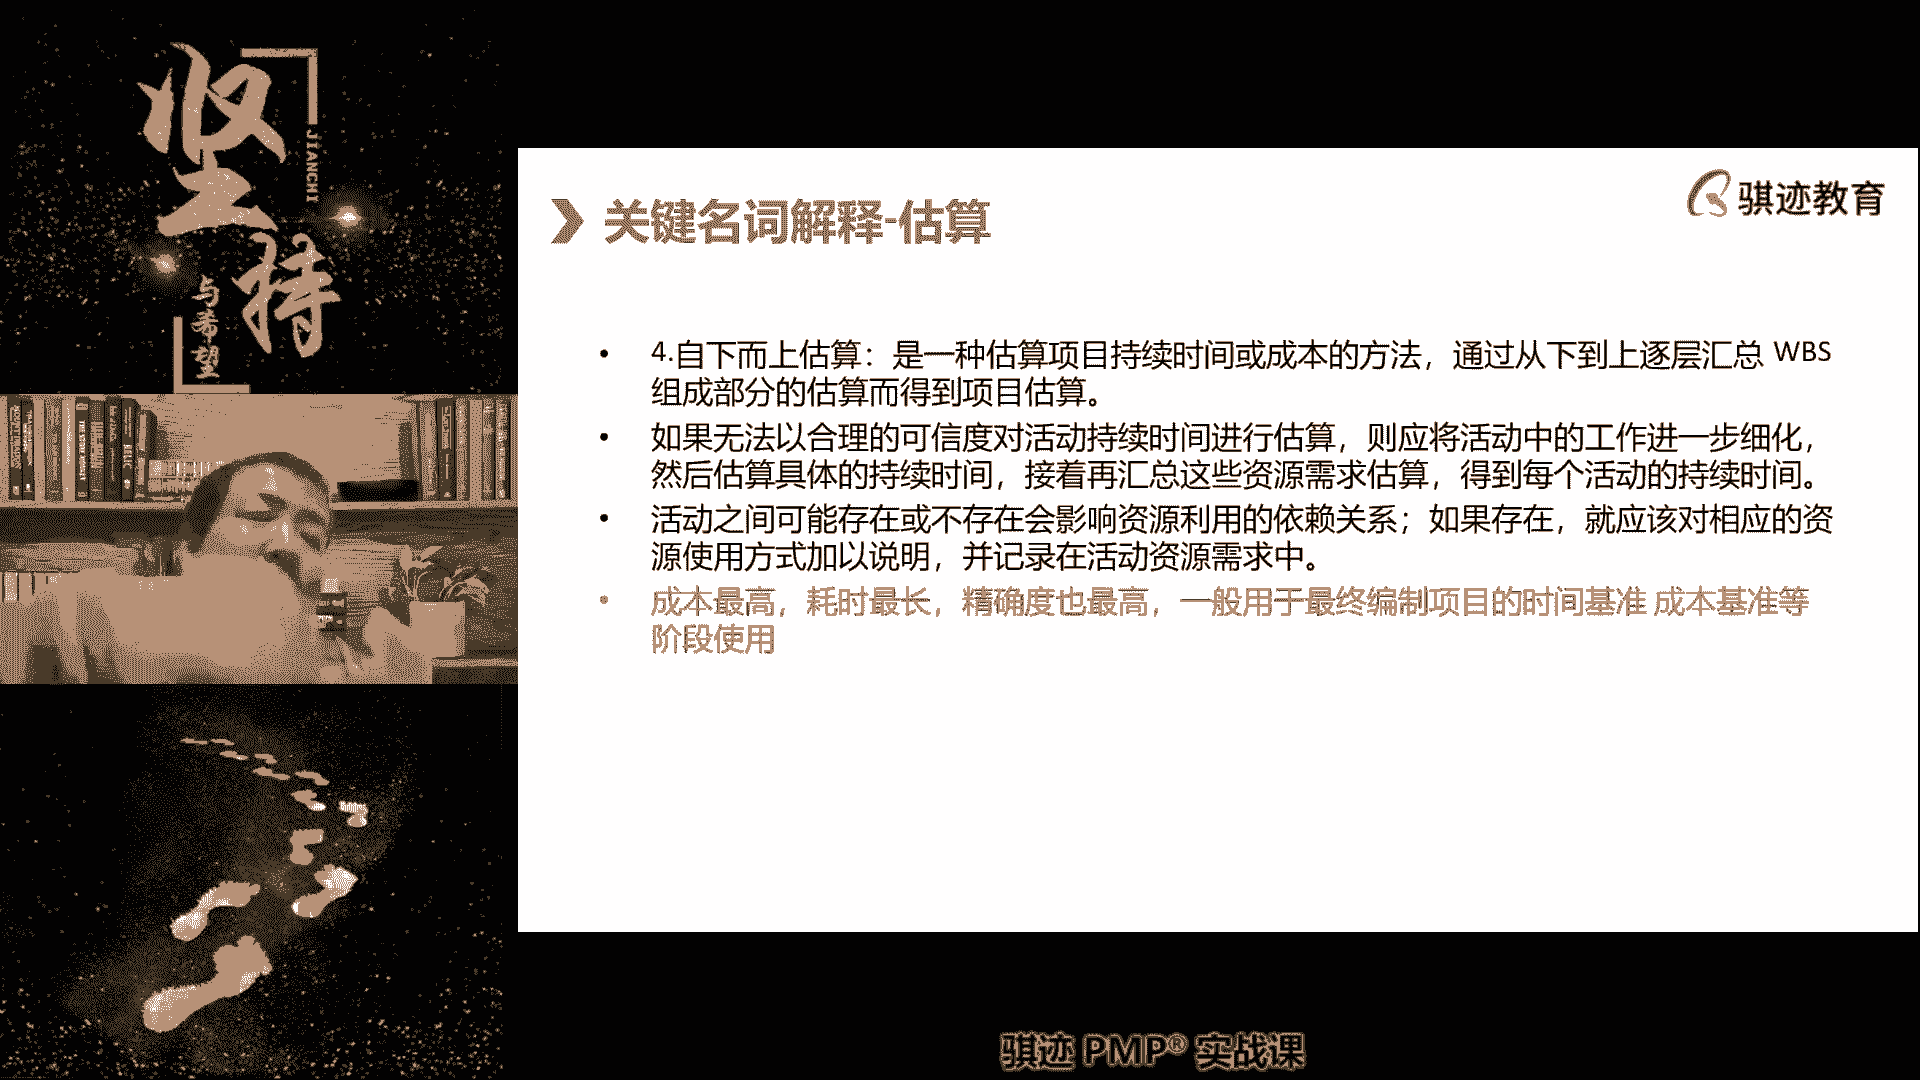 坚持
JIANCHI
与希望
骐迹教育
关键名词解释-估算
• 4.自下而上估算：是一种估算项目持续时间或成本的方法，通过从下到上逐层汇总 WBS
组成部分的估算而得到项目估算。
• 如果无法以合理的可信度对活动持续时间进行估算，则应将活动中的工作进一步细化，
然后估算具体的持续时间，接着再汇总这些资源需求估算，得到每个活动的持续时间。
• 活动之间可能存在或不存在会影响资源利用的依赖关系；如果存在，就应该对相应的资
源使用方式加以说明，并记录在活动资源需求中。
• 成本最高，耗时最长，精确度也最高，一般用于最终编制项目的时间基准 成本基准等
阶段使用
骐迹 PMP® 实战课